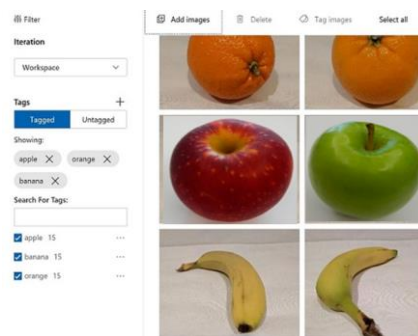 Filter
Iteration
Workspace
Tags
Tagged Untagged
Showing:
apple orange
banana
Search For Tags:
apple 15
banana 15
orange 15
Add images Delete Tag images Select all